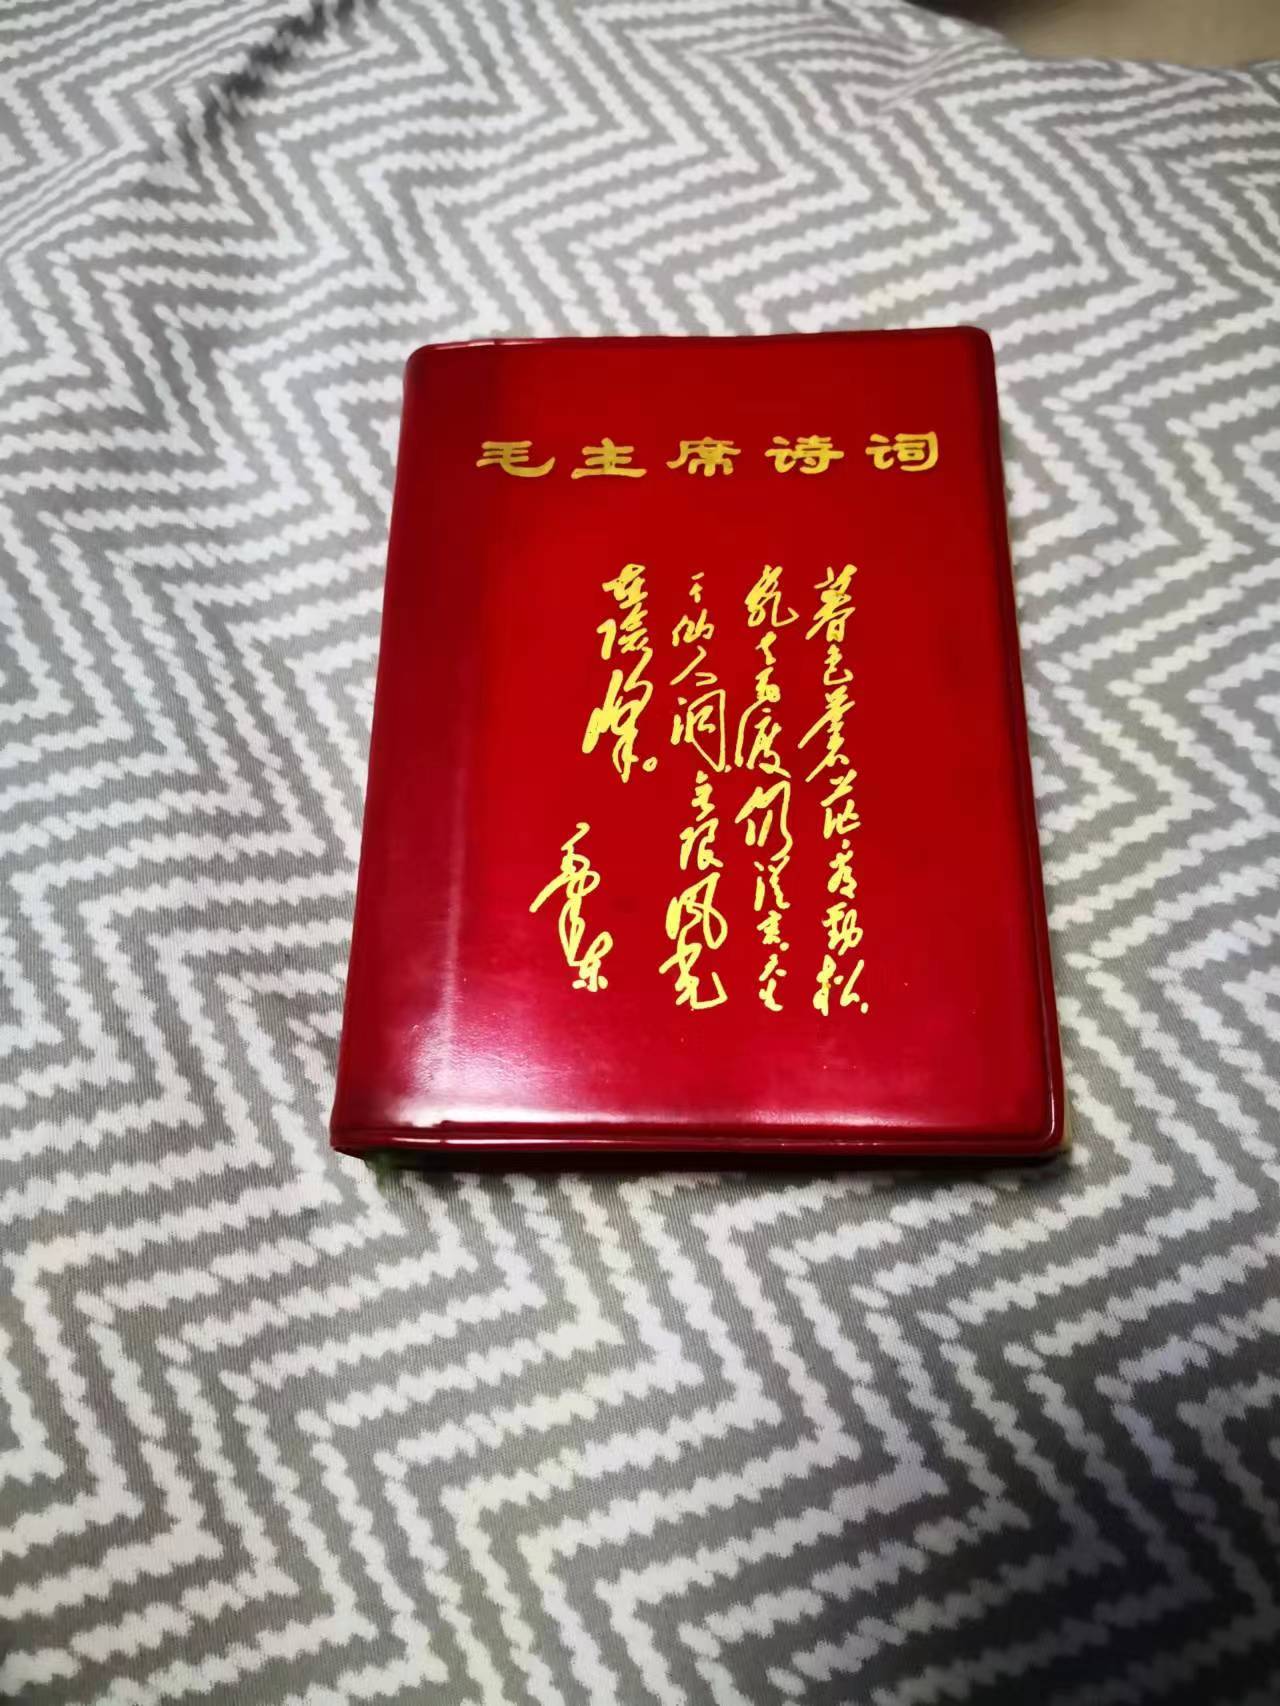 毛主席诗词
暮色苍茫看劲松
乱云飞渡仍从容天生
一个仙人洞无限风光
在险峰。
毛泽东